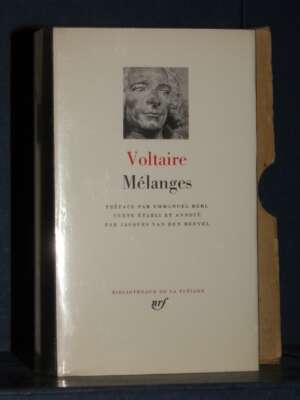 Voltaire
Mélanges
PRÉFACE PAR EMMANUEL BERL
TEXTE ÉTABLI ET ANNOTÉ
PAR JACQUES VAN DEN HEUVEL
BIBLIOTHÈQUE DE LA PLÉIADE
nrf